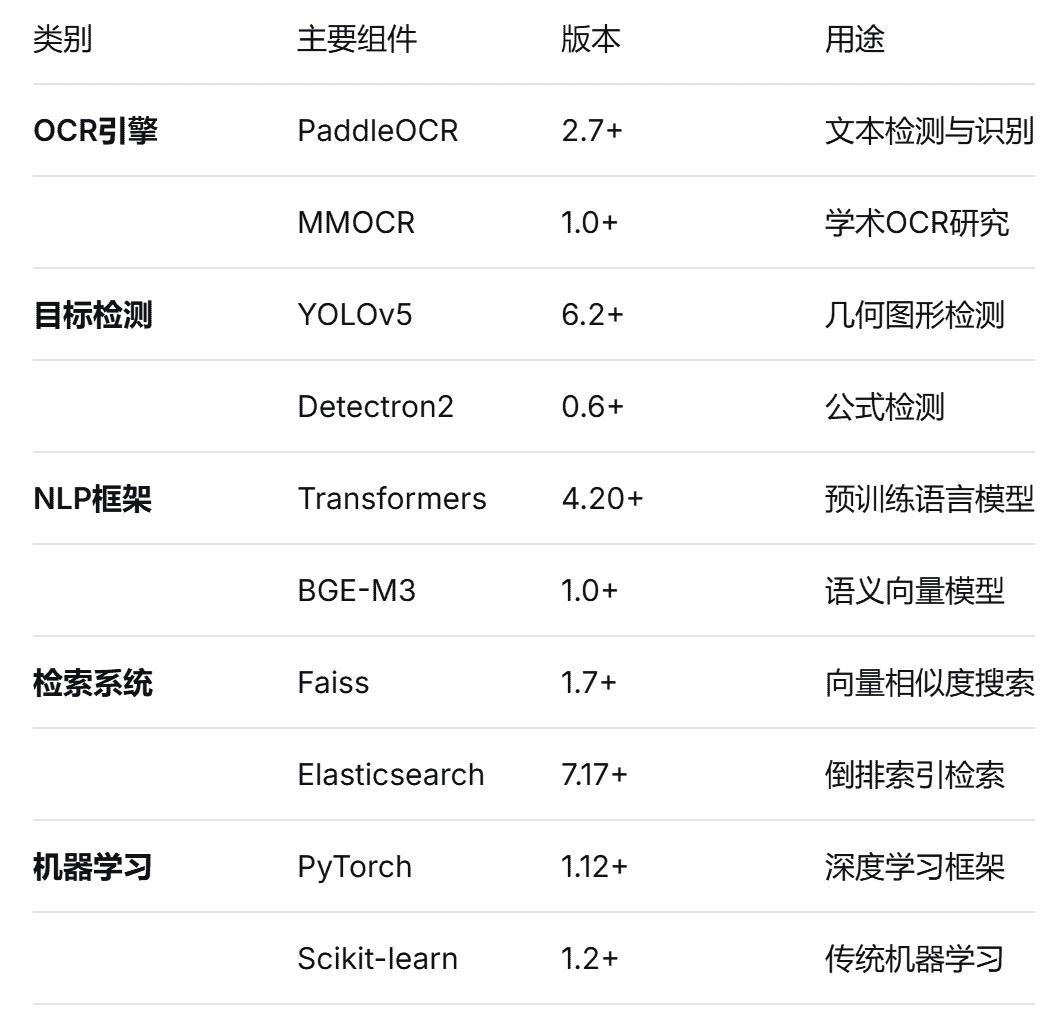 类别 主要组件 版本 用途
OCR引擎 PaddleOCR 2.7+ 文本检测与识别
MMOCR 1.0+ 学术OCR研究
目标检测 YOLOv5 6.2+ 几何图形检测
Detectron2 0.6+ 公式检测
NLP框架 Transformers 4.20+ 预训练语言模型
BGE-M3 1.0+ 语义向量模型
检索系统 Faiss 1.7+ 向量相似度搜索
Elasticsearch 7.17+ 倒排索引检索
机器学习 PyTorch 1.12+ 深度学习框架
Scikit-learn 1.2+ 传统机器学习